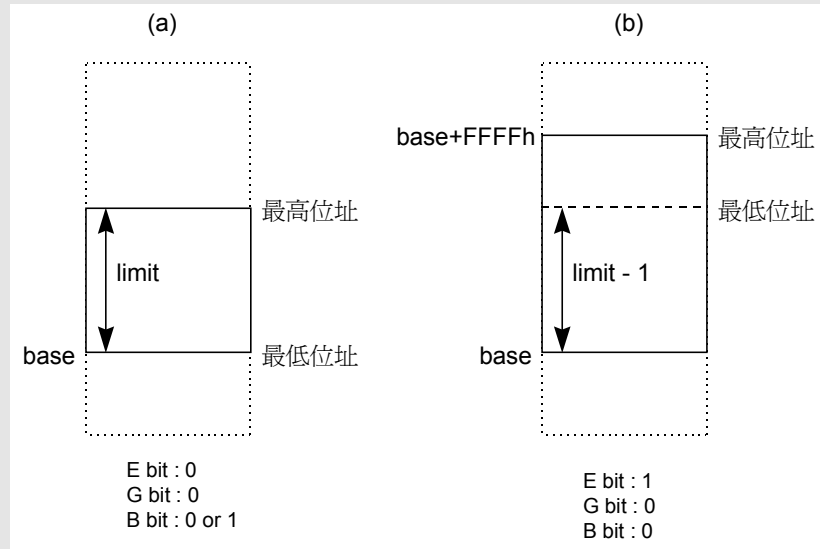 (a)
最高位址
limit
base
最低位址
E bit : 0
G bit : 0
B bit : 0 or 1
(b)
base+FFFFh
最高位址
最低位址
limit - 1
base
E bit : 1
G bit : 0
B bit : 0